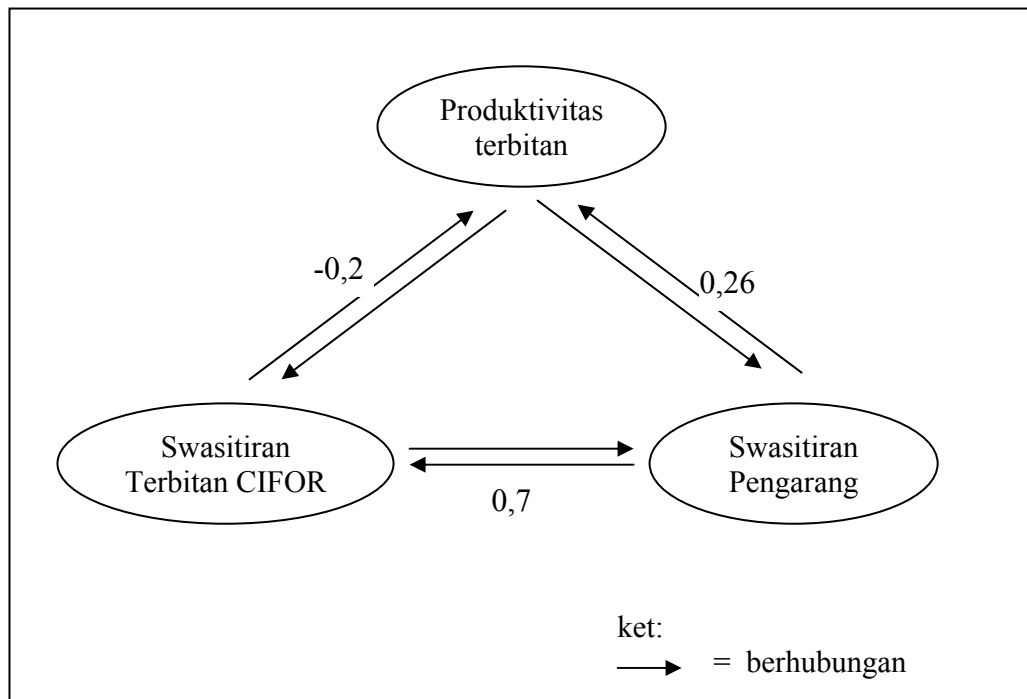 Produktivitas
terbitan
-0,2
0,26
Swasitiran
Terbitan CIFOR
Swasitiran
Pengarang
0,7
ket:
= berhubungan